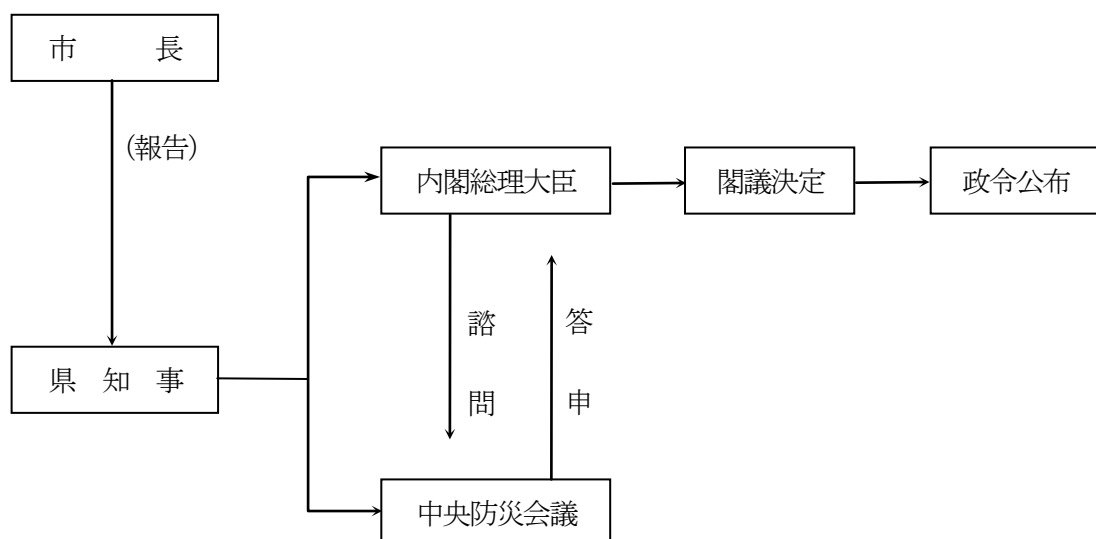 市　　　長
(報告)
内閣総理大臣
閣議決定
政令公布
諮問
答申
県　知　事
中央防災会議